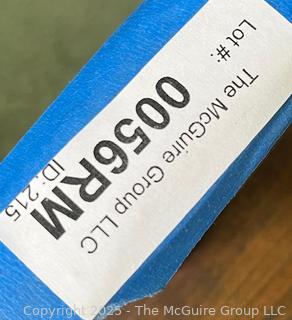 Lot #:
The McGuire Group LLC
0056RM
ID:215
Copyright 2025 - The McGuire Group LLC